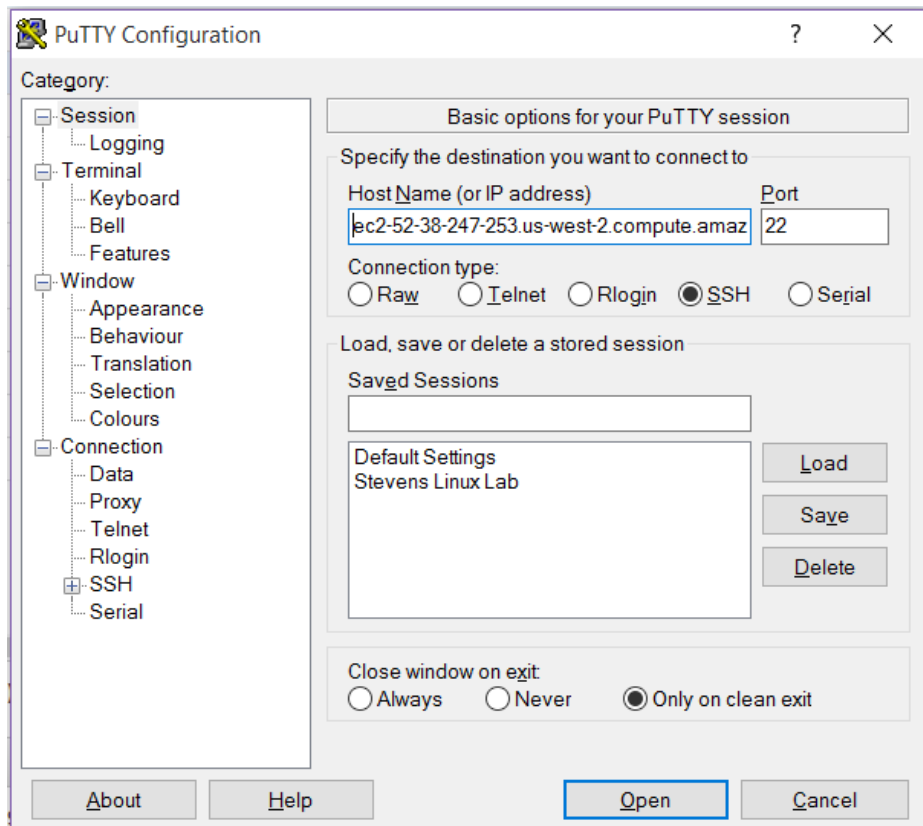 PuTTY Configuration ?
Category:
Session
Logging
Terminal
Keyboard
Bell
Features
Window
Appearance
Behaviour
Translation
Selection
Colours
Connection
Data
Proxy
Telnet
Rlogin
SSH
Serial
Basic options for your PuTTY session
Specify the destination you want to connect to
Host Name (or IP address) Port
ec2-52-38-247-253.us-west-2.compute.amaz 22
Connection type:
Raw Telnet Rlogin SSH Serial
Load, save or delete a stored session
Saved Sessions
Default Settings
Stevens Linux Lab
Load
Save
Delete
Close window on exit:
Always Never Only on clean exit
About Help Open Cancel